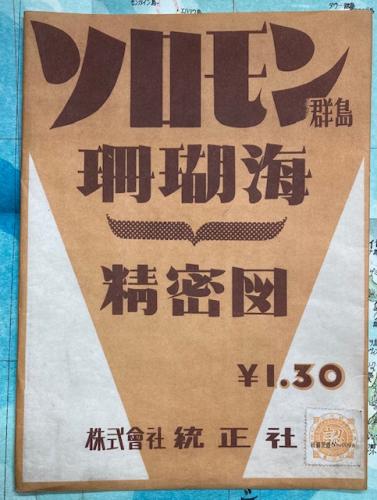 ソロモン群島
珊瑚海
精密図
¥1.30
株式會社 統正社